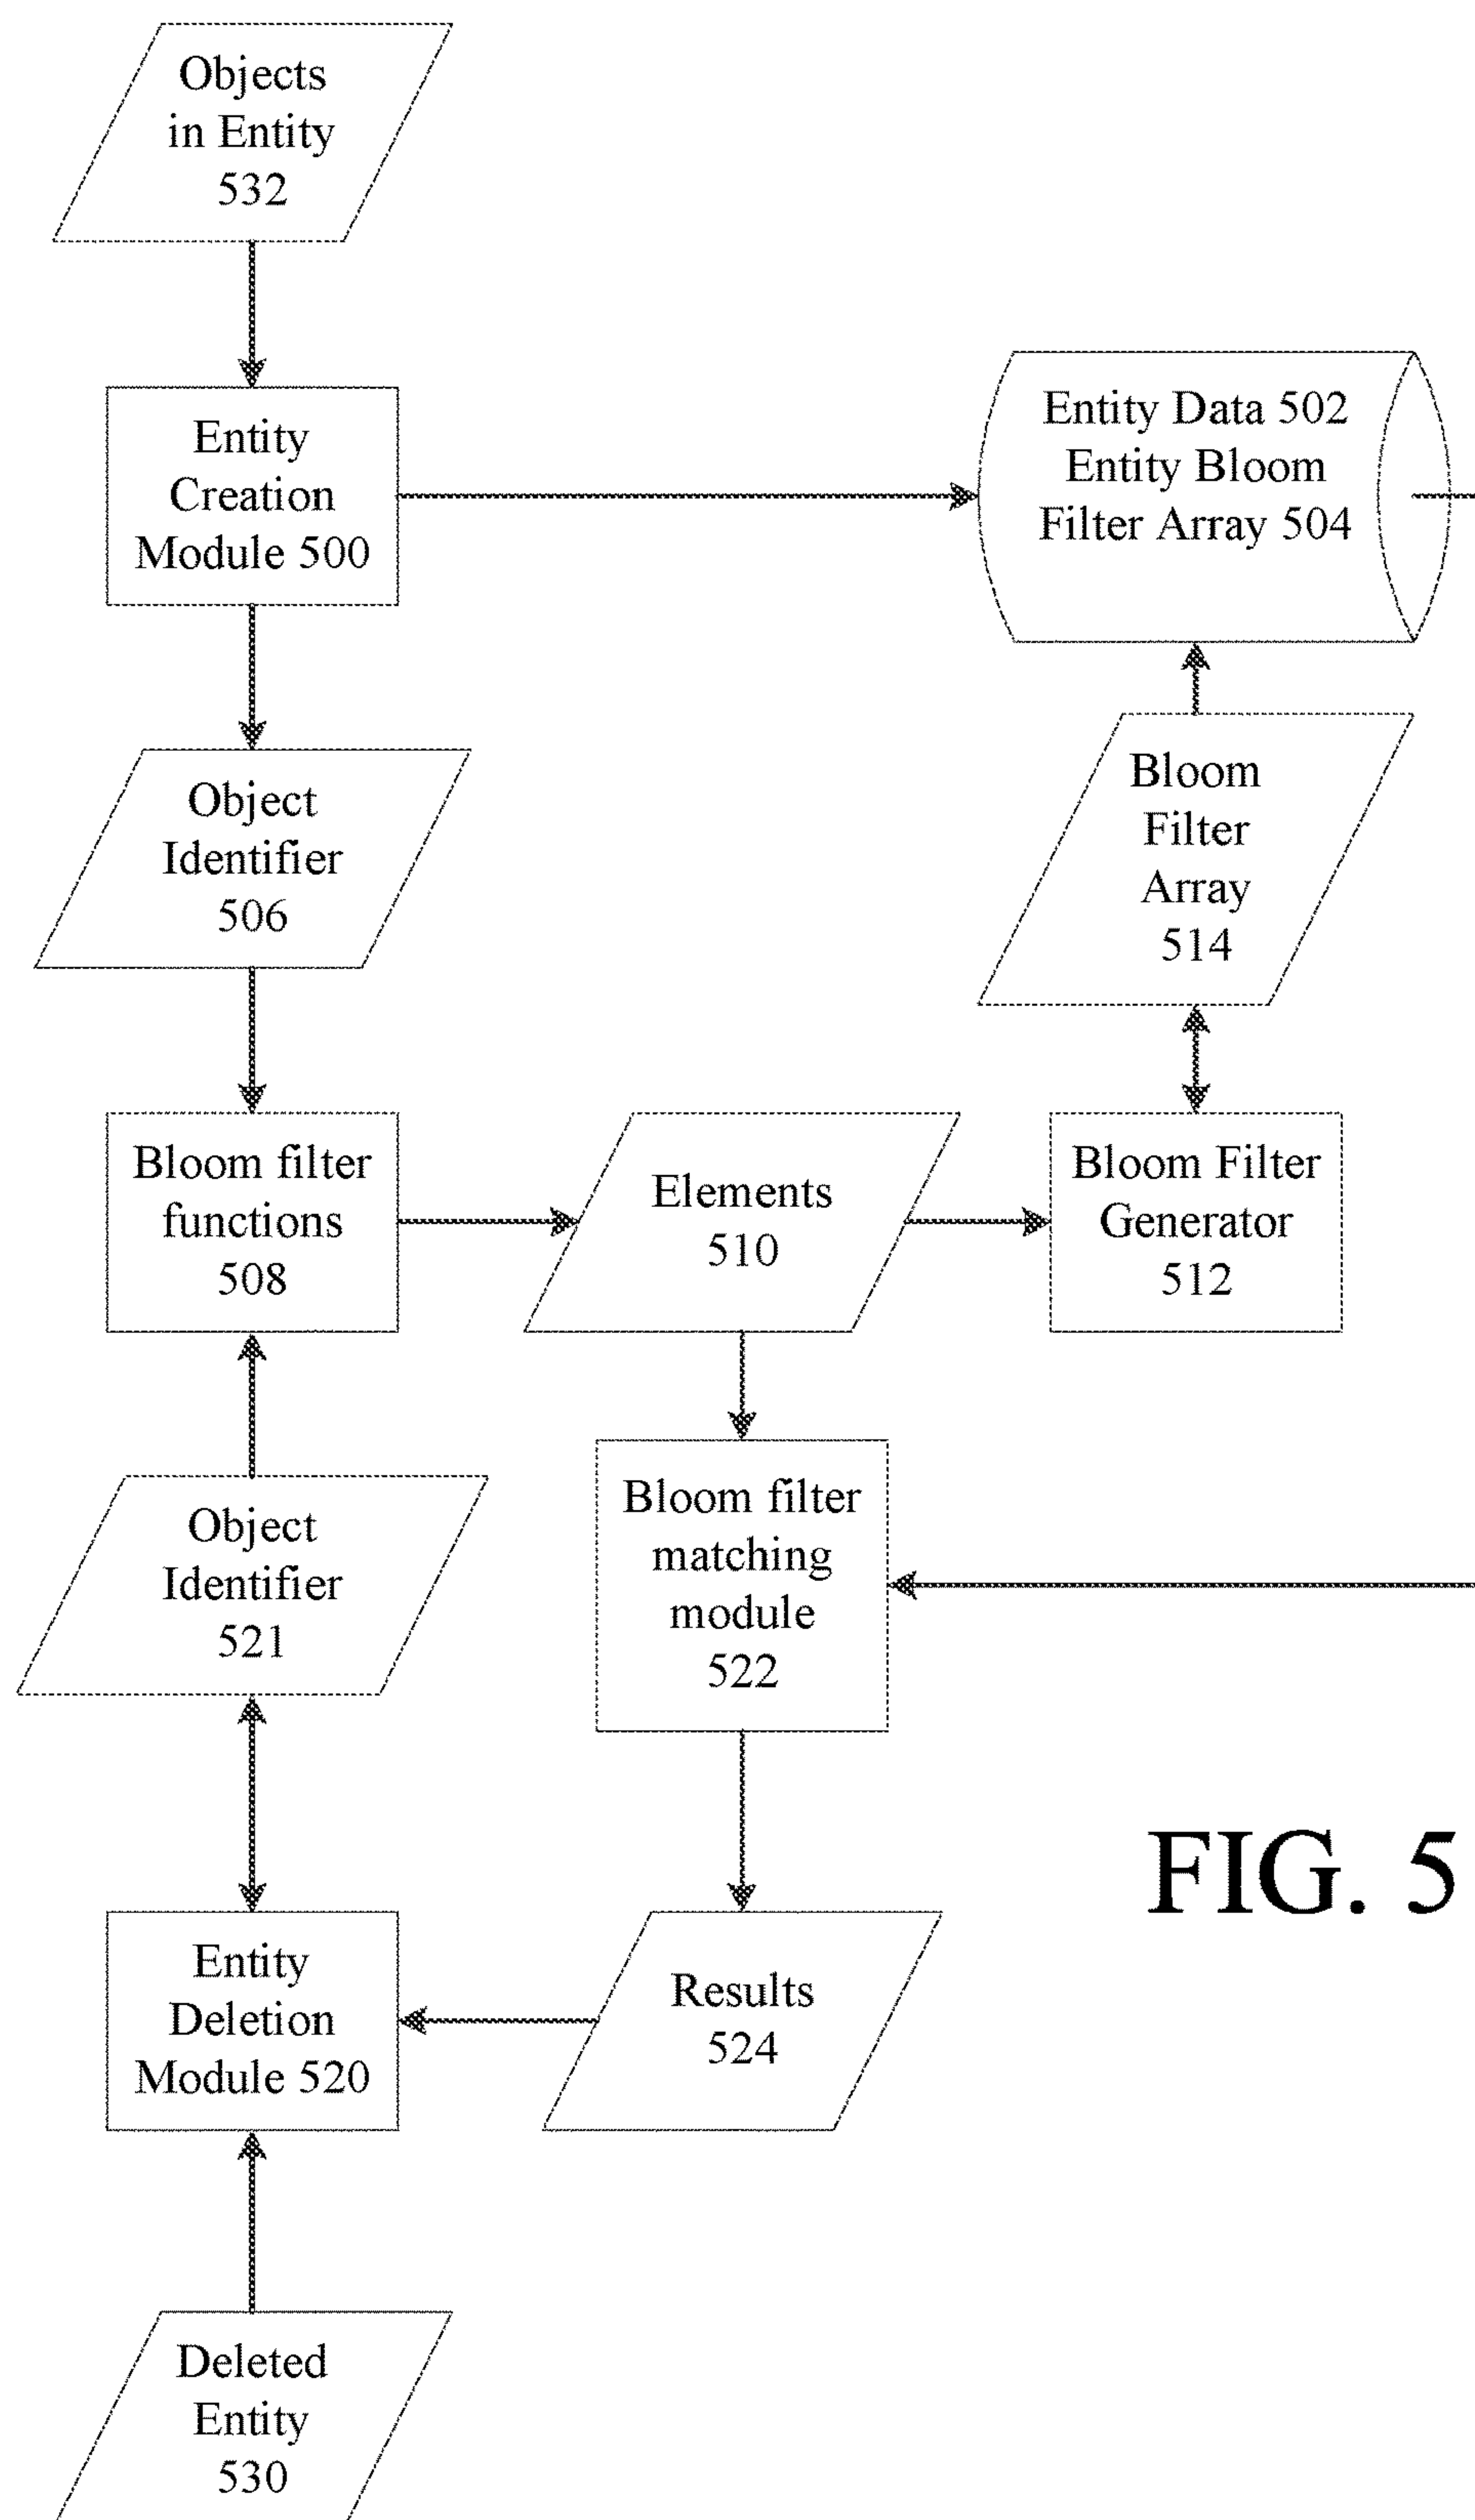 Objects
in Entity
532
Entity
Creation
Module 500
Entity Data 502
Entity Bloom
Filter Array 504
Object
Identifier
506
Bloom
Filter
Array
514
Bloom filter
functions
508
Elements
510
Bloom Filter
Generator
512
Object
Identifier
521
Bloom filter
matching
module
522
FIG. 5
Entity
Deletion
Module 520
Results
524
Deleted
Entity
530